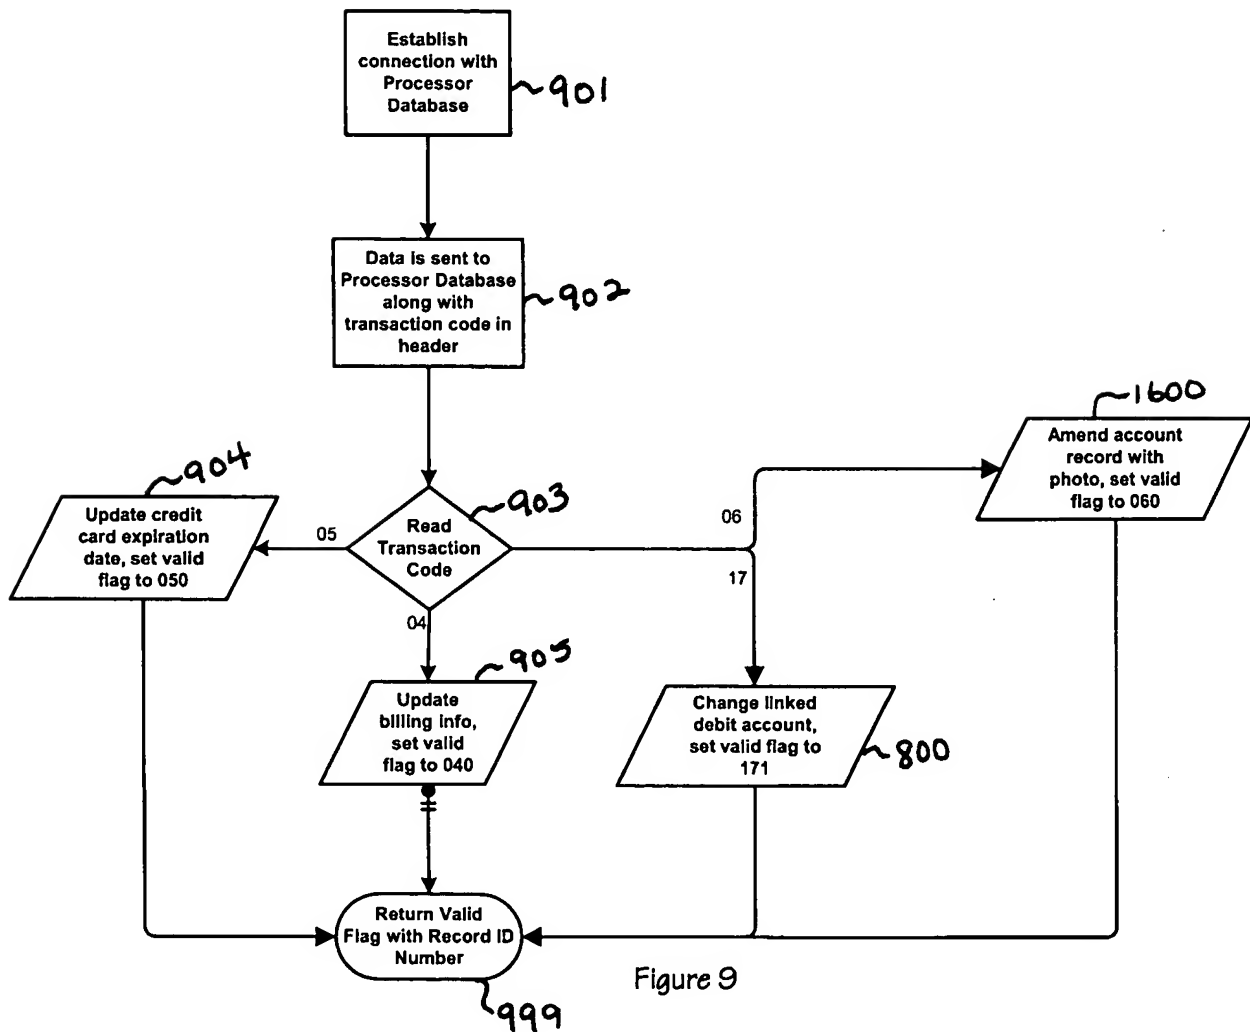 Establish
connection with
Processor
Database
901
Data is sent to
Processor Database
along with
transaction code in
header
902
1600
Amend account
record with
photo, set valid
flag to 060
904
Update credit
card expiration
date, set valid
flag to 050
05
903
Read
Transaction
Code
06
17
04
905
Update
billing info,
set valid
flag to 040
Change linked
debit account,
set valid flag to
171
800
Return Valid
Flag with Record ID
Number
999
Figure 9